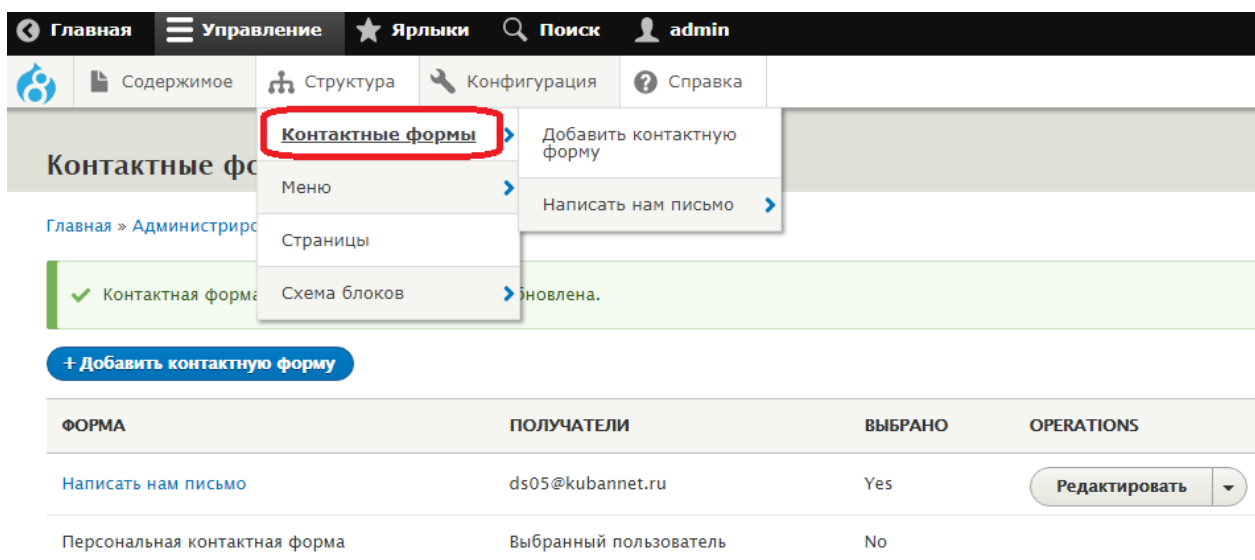 Главная Управление Ярлыки Поиск admin
Содержимое Структура Конфигурация Справка
Контактные формы
Добавить контактную
форму
Контактные фо
Меню
Написать нам письмо
Главная » Администриро
Страницы
Схема блоков
Контактная форма
бновлена.
+ Добавить контактную форму
ФОРМА ПОЛУЧАТЕЛИ ВЫБРАНО OPERATIONS
Написать нам письмо ds05@kubannet.ru Yes Редактировать
Персональная контактная форма Выбранный пользователь No